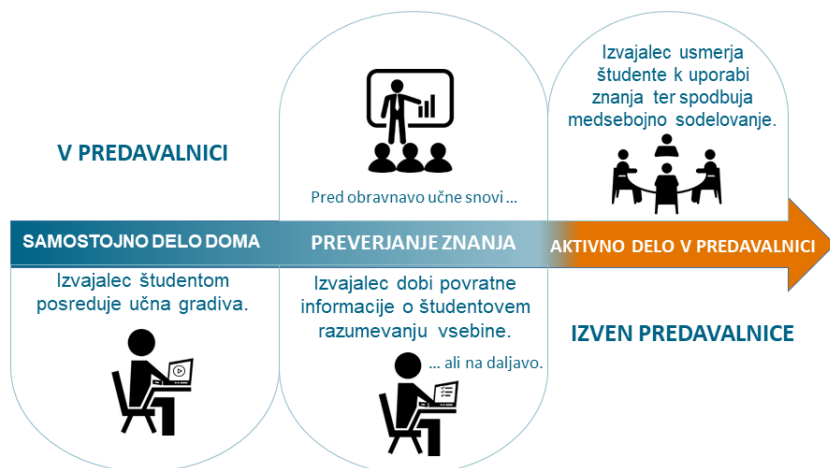 V PREDAVALNICI
Pred obravnavo učne snovi ...
Izvajalec usmerja
študente k uporabi
znanja ter spodbuja
medsebojno sodelovanje.
SAMOSTOJNO DELO DOMA
PREVERJANJE ZNANJA
AKTIVNO DELO V PREDAVALNICI
Izvajalec študentom
posreduje učna gradiva.
Izvajalec dobi povratne
informacije o študentovem
razumevanju vsebine.
... ali na daljavo.
IZVEN PREDAVALNICE